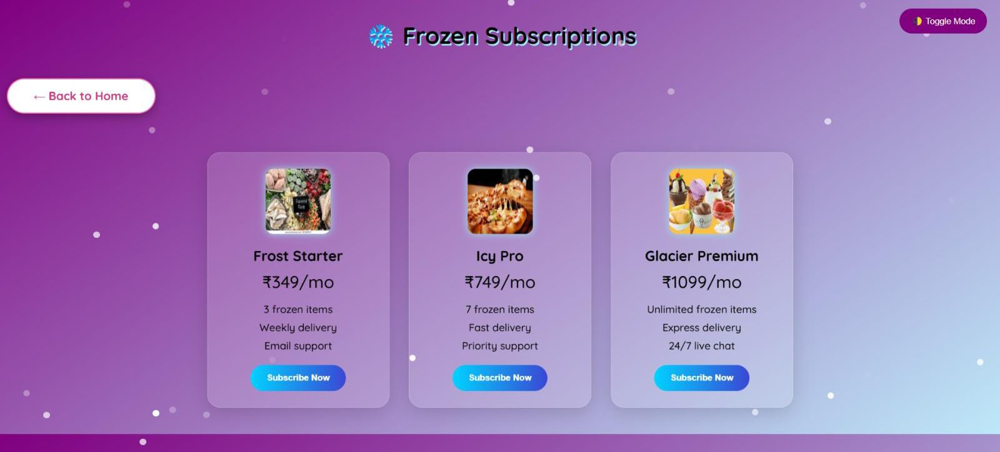 Frozen Subscriptions
Toggle Mode
← Back to Home
Frost Starter
₹349/mo
3 frozen items
Weekly delivery
Email support
Subscribe Now
Icy Pro
₹749/mo
7 frozen items
Fast delivery
Priority support
Subscribe Now
Glacier Premium
₹1099/mo
Unlimited frozen items
Express delivery
24/7 live chat
Subscribe Now